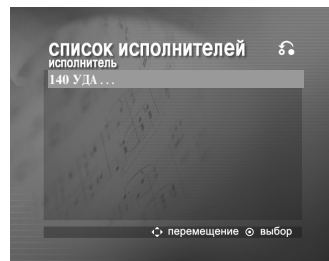 список исполнителей
исполнитель
140 УДА . . .
перемещение выбор